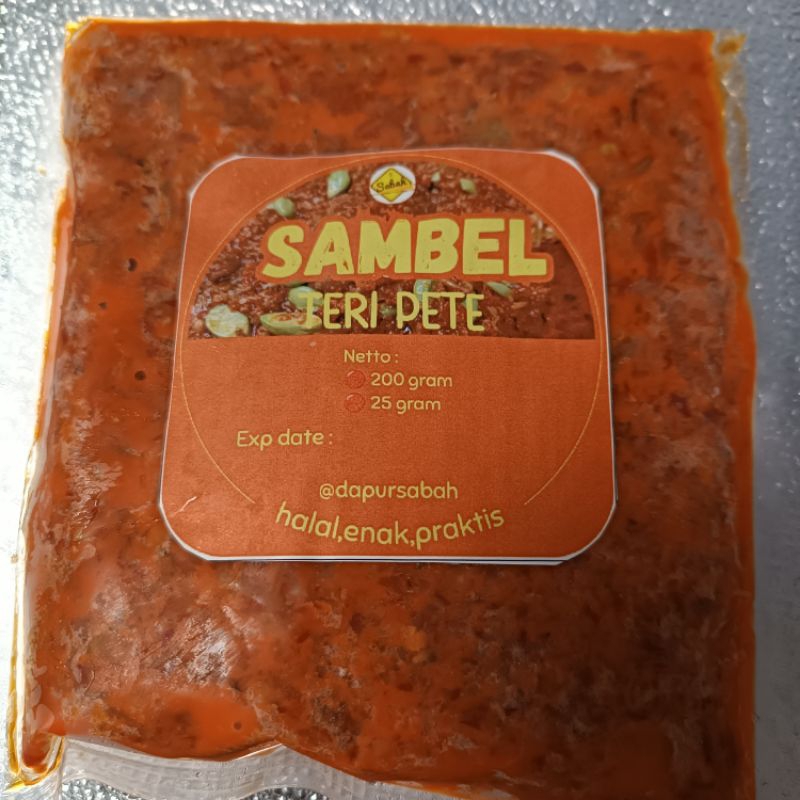 Sabah
SAMBEL
TERI PETE
Netto :
200 gram
25 gram
Exp date :
@dapursabah
halal,enak,praktis